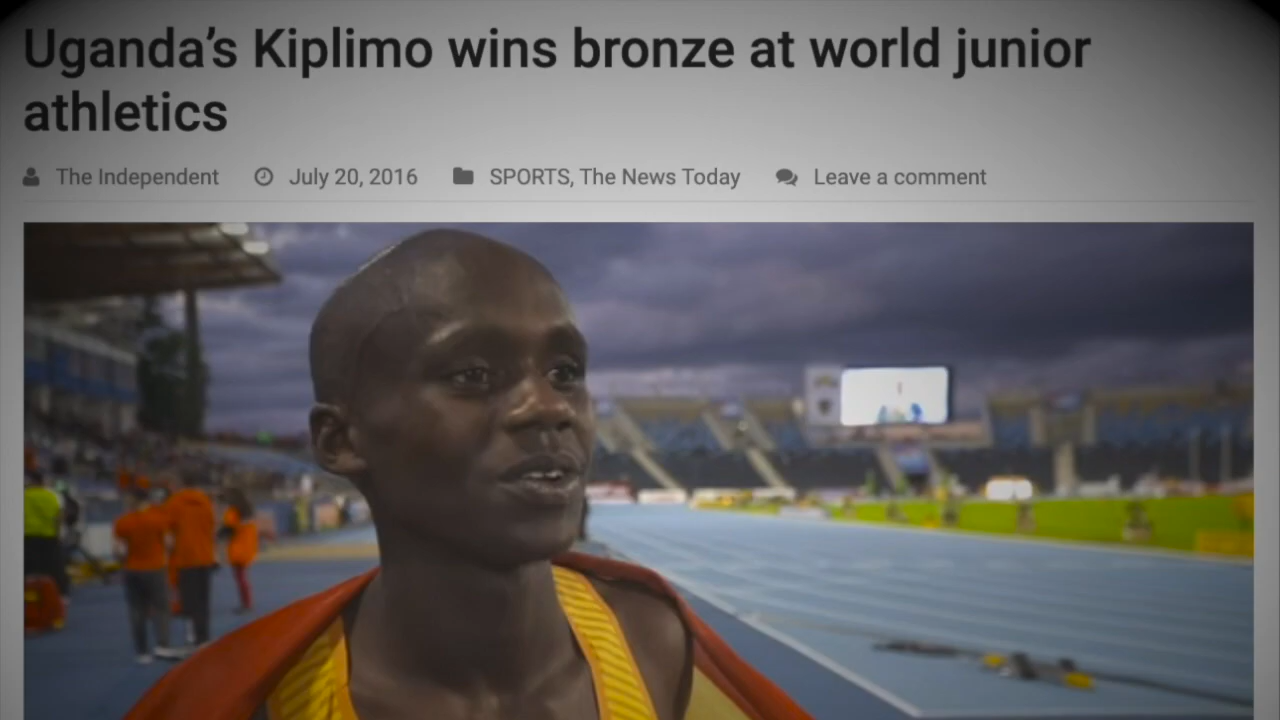 Uganda's Kiplimo wins bronze at world junior
athletics
The Independent July 20, 2016 SPORTS, The News Today Leave a comment